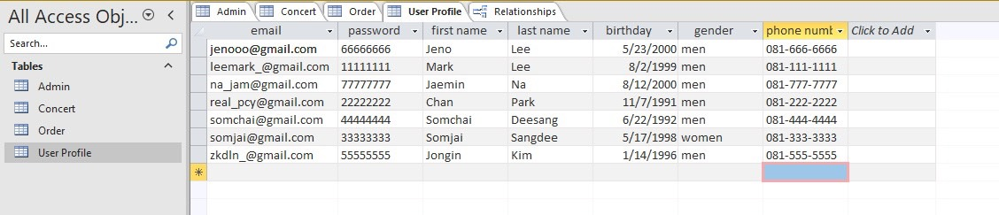 All Access Obj...
Search...
Tables
Admin
Concert
Order
User Profile
Admin Concert Order User Profile Relationships
email password first name last name birthday gender phone numb Click to Add
jenooo@gmail.com 66666666 Jeno Lee 5/23/2000 men 081-666-6666
leemark_@gmail.com 11111111 Mark Lee 8/2/1999 men 081-111-1111
na_jam@gmail.com 77777777 Jaemin Na 8/12/2000 men 081-777-7777
real_pcy@gmail.com 22222222 Chan Park 11/7/1991 men 081-222-2222
somchai@gmail.com 44444444 Somchai Deesang 6/22/1992 men 081-444-4444
somjai@gmail.com 33333333 Somjai Sangdee 5/17/1998 women 081-333-3333
zkdln_@gmail.com 55555555 Jongin Kim 1/14/1996 men 081-555-5555